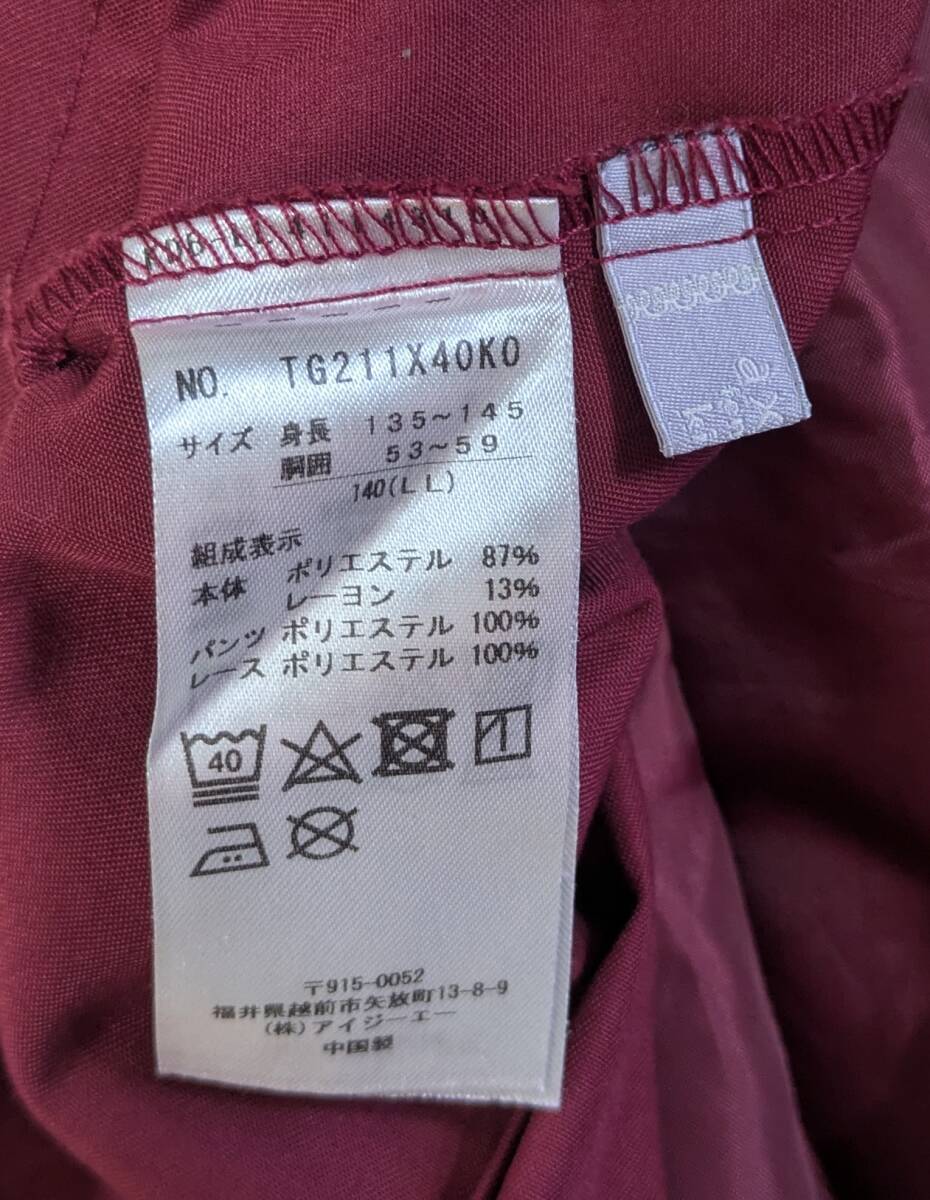 NO. TG211X40K0
サイズ 身長 135~145
胴囲 53~59
140(LL)
組成表示
本体 ポリエステル 87%
レーヨン 13%
パンツ ポリエステル 100%
レース ポリエステル 100%
40
〒915-0052
福井県越前市矢放町13-8-9
(株)アイジーエー
中国製